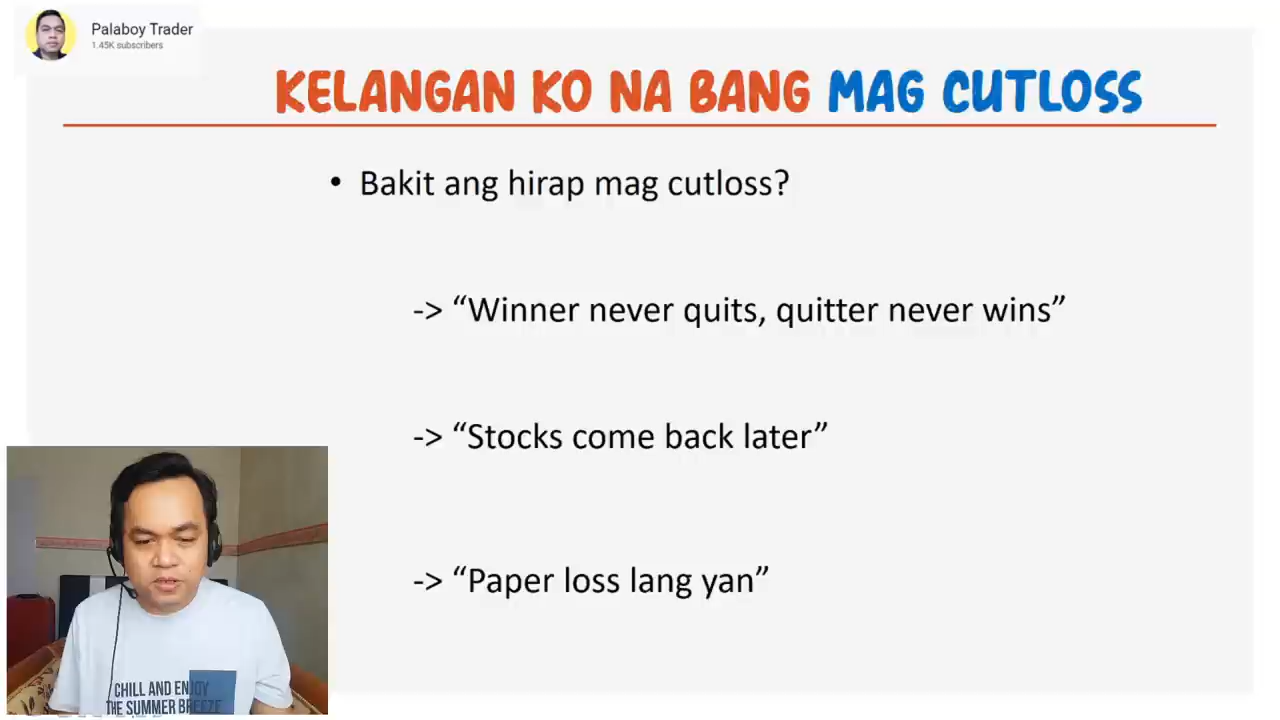 Palaboy Trader
1.45K subscribers
KELANGAN KO NA BANG MAG CUTLOSS
• Bakit ang hirap mag cutloss?
-> “Winner never quits, quitter never wins”
-> “Stocks come back later”
-> “Paper loss lang yan”
CHILL AND ENJOY
THE SUMMER BREEZE